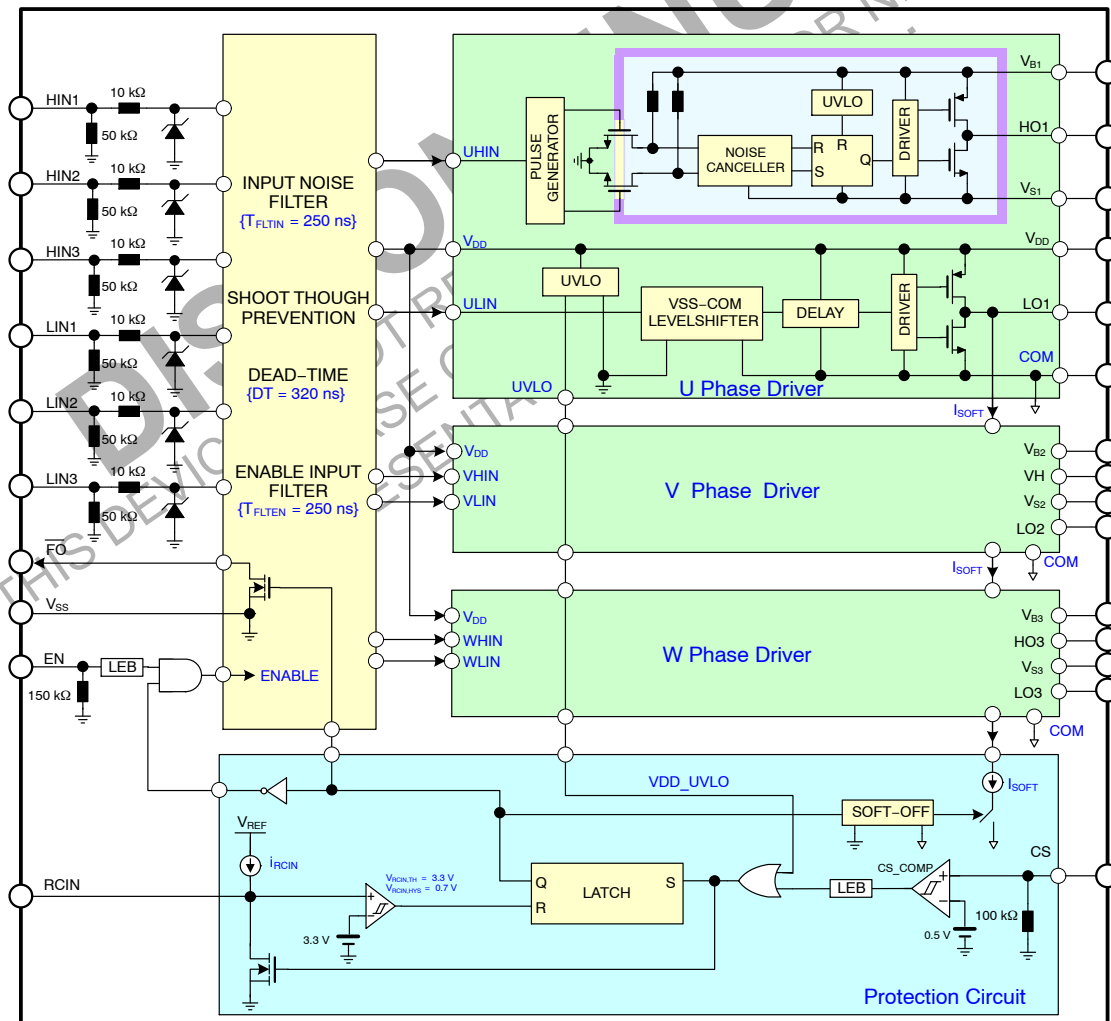 HIN1
10 kΩ
50 kΩ
HIN2
10 kΩ
50 kΩ
HIN3
10 kΩ
50 kΩ
LIN1
10 kΩ
50 kΩ
LIN2
10 kΩ
50 kΩ
LIN3
10 kΩ
50 kΩ
FO
VSS
EN
LEB
150 kΩ
ENABLE
INPUT NOISE
FILTER
{TFLTIN = 250 ns}
SHOOT THOUGH
PREVENTION
DEAD-TIME
{DT = 320 ns}
ENABLE INPUT
FILTER
{TFLTEN = 250 ns}
UHIN
PULSE
GENERATOR
NOISE
CANCELLER
UVLO
R
R
S
Q
DRIVER
VB1
HO1
VS1
VDD
VDD
UVLO
ULIN
VSS-COM
LEVELSHIFTER
DELAY
DRIVER
LO1
COM
UVLO
U Phase Driver
ISOFT
VDD
VHIN
VLIN
V Phase Driver
VB2
VH
VS2
LO2
COM
ISOFT
VDD
WHIN
WLIN
W Phase Driver
VB3
HO3
VS3
LO3
COM
VDD_UVLO
ISOFT
SOFT-OFF
VREF
iRCIN
RCIN
VRCIN,TH = 3.3 V
VRCIN,HYS = 0.7 V
+
−
3.3 V
Q
R
LATCH
S
LEB
CS_COMP
+
−
0.5 V
CS
100 kΩ
Protection Circuit